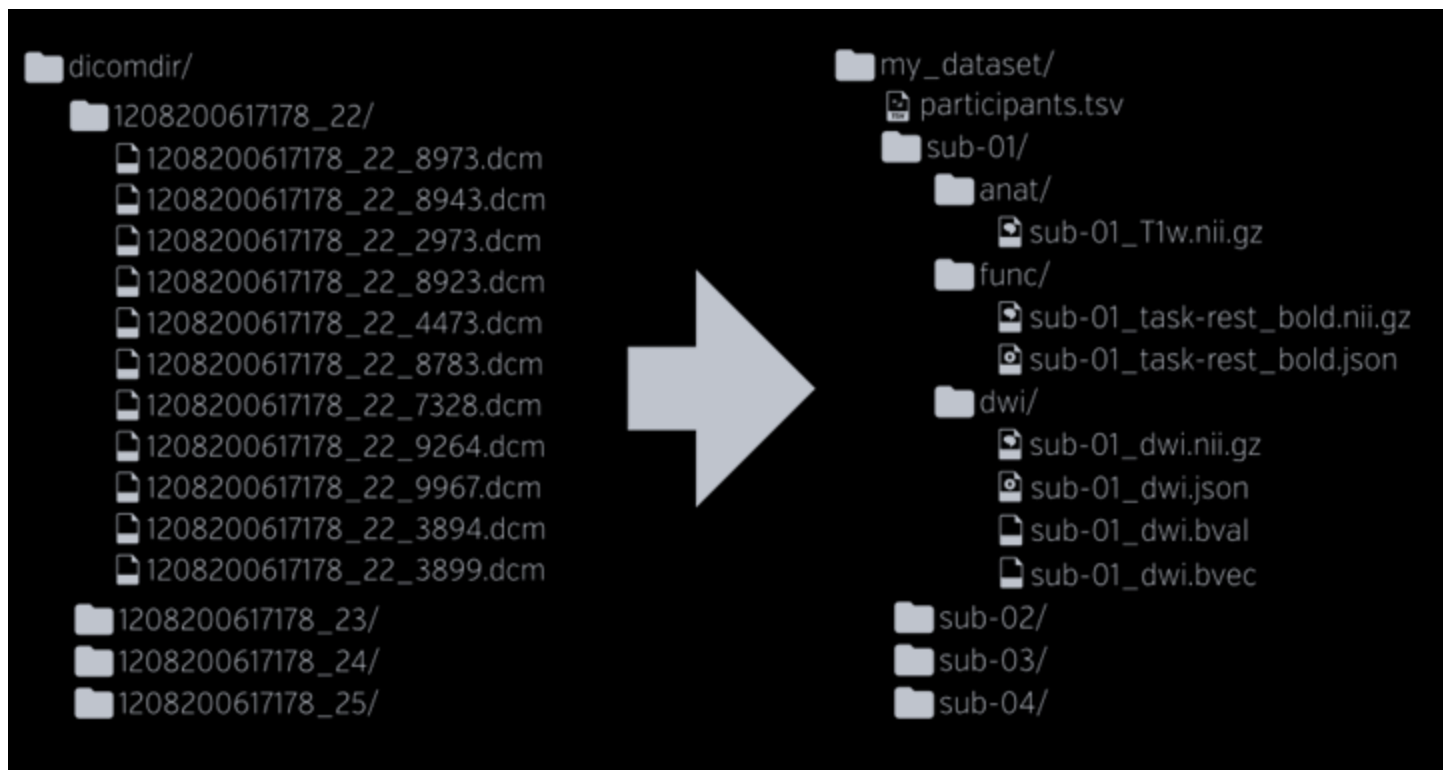 dicomdir/
1208200617178_22/
1208200617178_22_8973.dcm
1208200617178_22_8943.dcm
1208200617178_22_2973.dcm
1208200617178_22_8923.dcm
1208200617178_22_4473.dcm
1208200617178_22_8783.dcm
1208200617178_22_7328.dcm
1208200617178_22_9264.dcm
1208200617178_22_9967.dcm
1208200617178_22_3894.dcm
1208200617178_22_3899.dcm
1208200617178_23/
1208200617178_24/
1208200617178_25/
my_dataset/
participants.tsv
sub-01/
anat/
sub-01_T1w.nii.gz
func/
sub-01_task-rest_bold.nii.gz
sub-01_task-rest_bold.json
dwi/
sub-01_dwi.nii.gz
sub-01_dwi.json
sub-01_dwi.bval
sub-01_dwi.bvec
sub-02/
sub-03/
sub-04/